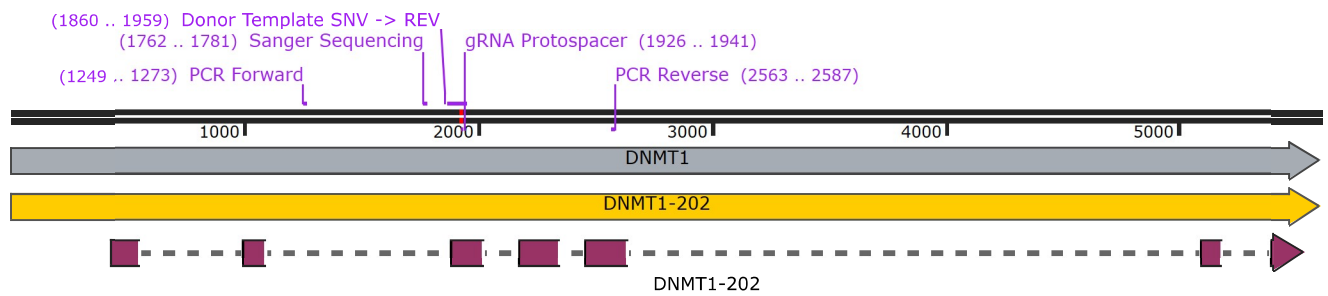 (1860 .. 1959) Donor Template SNV -> REV
(1762 .. 1781) Sanger Sequencing
gRNA Protospacer (1926 .. 1941)
(1249 .. 1273) PCR Forward
PCR Reverse (2563 .. 2587)
1000 2000 3000 4000 5000
DNMT1
DNMT1-202
DNMT1-202